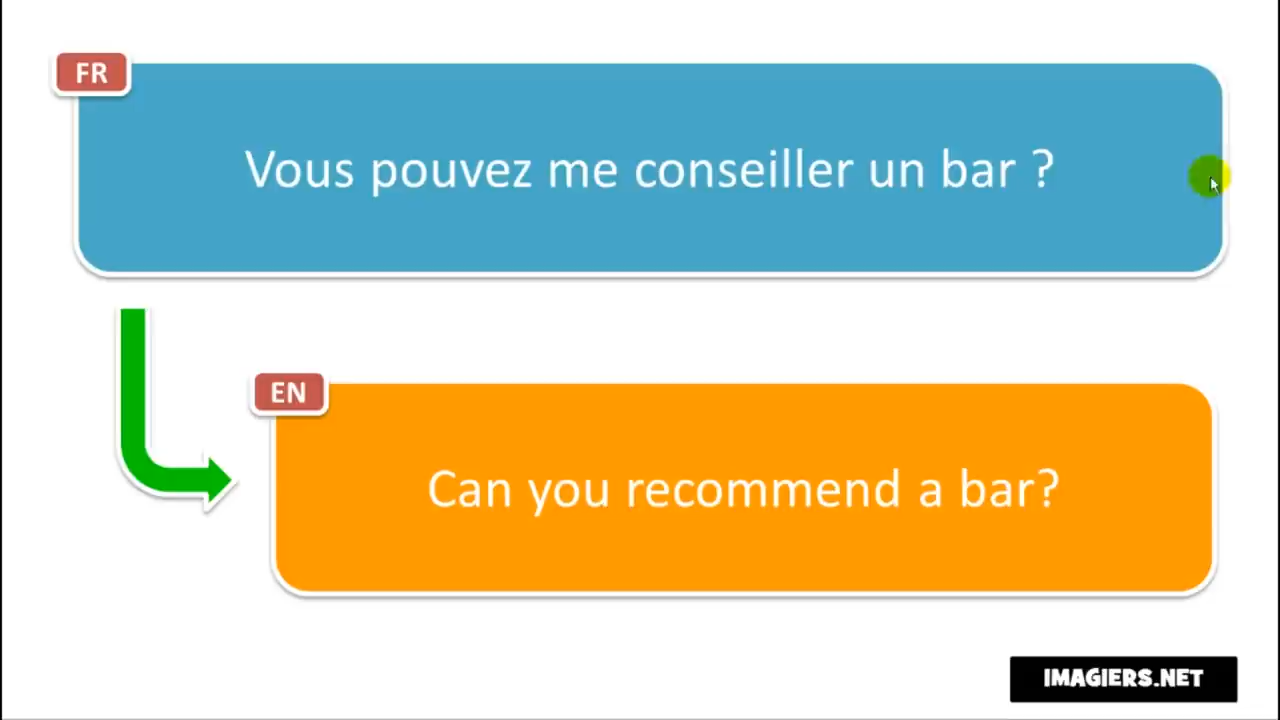 FR
Vous pouvez me conseiller un bar ?
EN
Can you recommend a bar?
IMAGIERS.NET